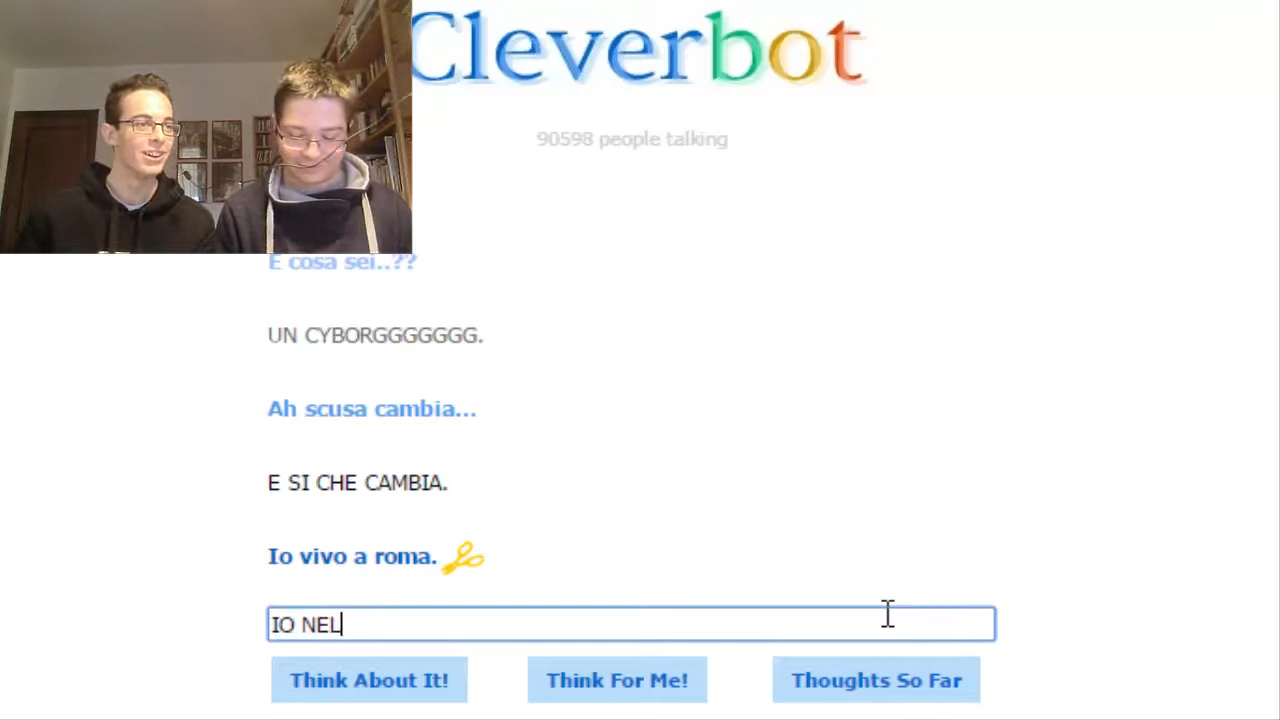 Cleverbot
90598 people talking
E cosa sei..??
UN CYBORGGGGGGG.
Ah scusa cambia...
E SI CHE CAMBIA.
Io vivo a roma.
IO NEL
Think About It! Think For Me! Thoughts So Far